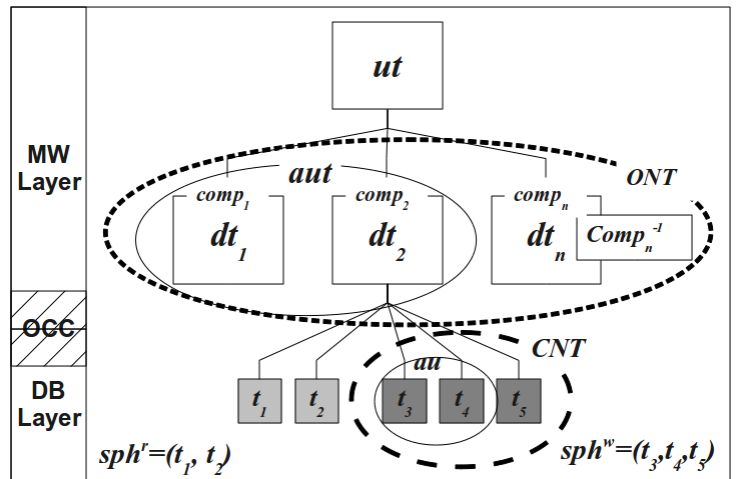 ut
MW
Layer
aut
ONT
comp₁
comp₂
compₙ
dt₁
dt₂
dtₙ
Compₙ⁻¹
OCC
CNT
au
DB
Layer
t₁
t₂
t₃
t₄
t₅
sphʳ=(t₁, t₂)
sphʷ=(t₃,t₄,t₅)